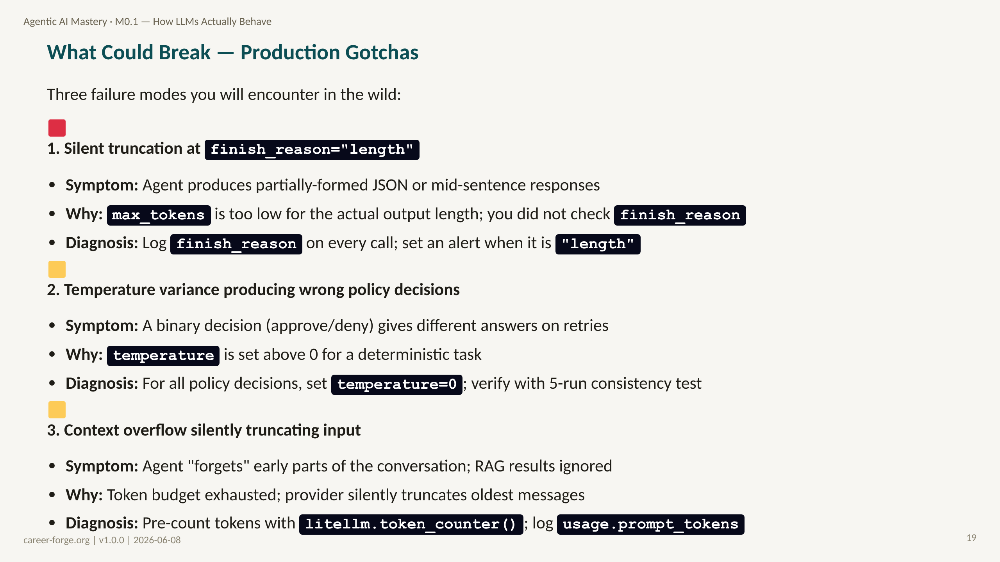 Agentic AI Mastery · M0.1 — How LLMs Actually Behave
What Could Break — Production Gotchas
Three failure modes you will encounter in the wild:
1. Silent truncation at finish_reason="length"
• Symptom: Agent produces partially-formed JSON or mid-sentence responses
• Why: max_tokens is too low for the actual output length; you did not check finish_reason
• Diagnosis: Log finish_reason on every call; set an alert when it is "length"
2. Temperature variance producing wrong policy decisions
• Symptom: A binary decision (approve/deny) gives different answers on retries
• Why: temperature is set above 0 for a deterministic task
• Diagnosis: For all policy decisions, set temperature=0; verify with 5-run consistency test
3. Context overflow silently truncating input
• Symptom: Agent "forgets" early parts of the conversation; RAG results ignored
• Why: Token budget exhausted; provider silently truncates oldest messages
• Diagnosis: Pre-count tokens with litellm.token_counter(); log usage.prompt_tokens
career-forge.org | v1.0.0 | 2026-06-08
19